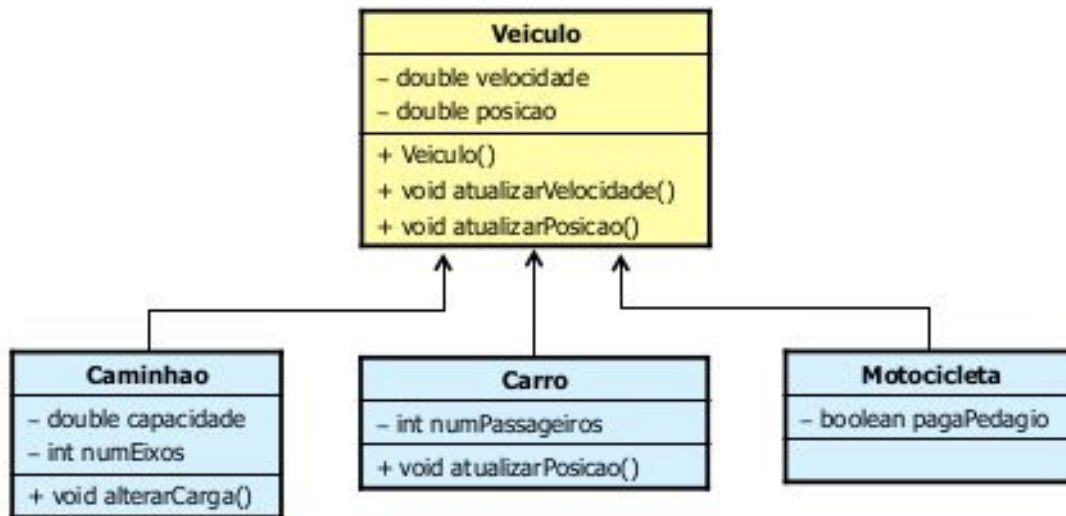 Veiculo
– double velocidade
– double posicao
+ Veiculo()
+ void atualizarVelocidade()
+ void atualizarPosicao()
Caminhao
– double capacidade
– int numEixos
+ void alterarCarga()
Carro
– int numPassageiros
+ void atualizarPosicao()
Motocicleta
– boolean pagaPedagio